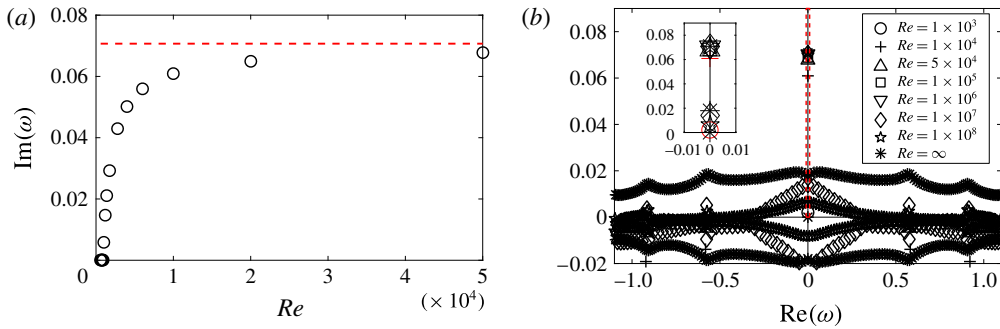 (a)
0.08
0.06
0.04
0.02
0
Im(ω)
0 1 2 3 4 5
(× 10⁴)
Re
(b)
0.08
0.06
0.04
0.02
0
−0.02
−1.0 −0.5 0 0.5 1.0
Re(ω)
0.08
0.06
0.04
0.02
0
−0.01 0 0.01
Re = 1 × 10³
Re = 1 × 10⁴
Re = 5 × 10⁴
Re = 1 × 10⁵
Re = 1 × 10⁶
Re = 1 × 10⁷
Re = 1 × 10⁸
Re = ∞